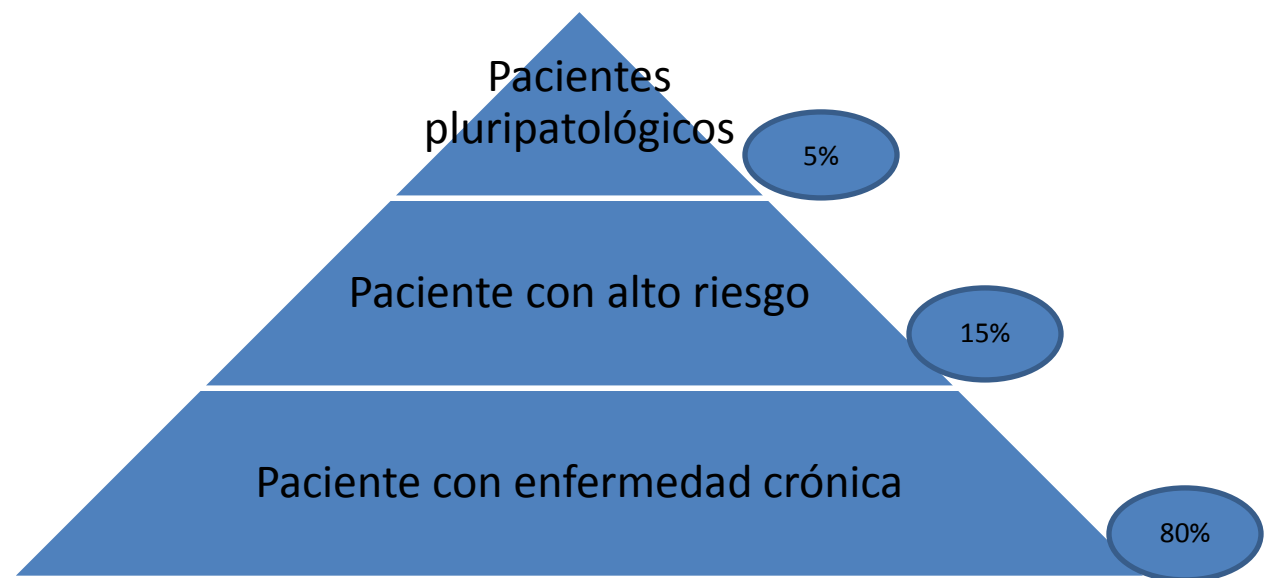 Pacientes
pluripatológicos
5%
Paciente con alto riesgo
15%
Paciente con enfermedad crónica
80%